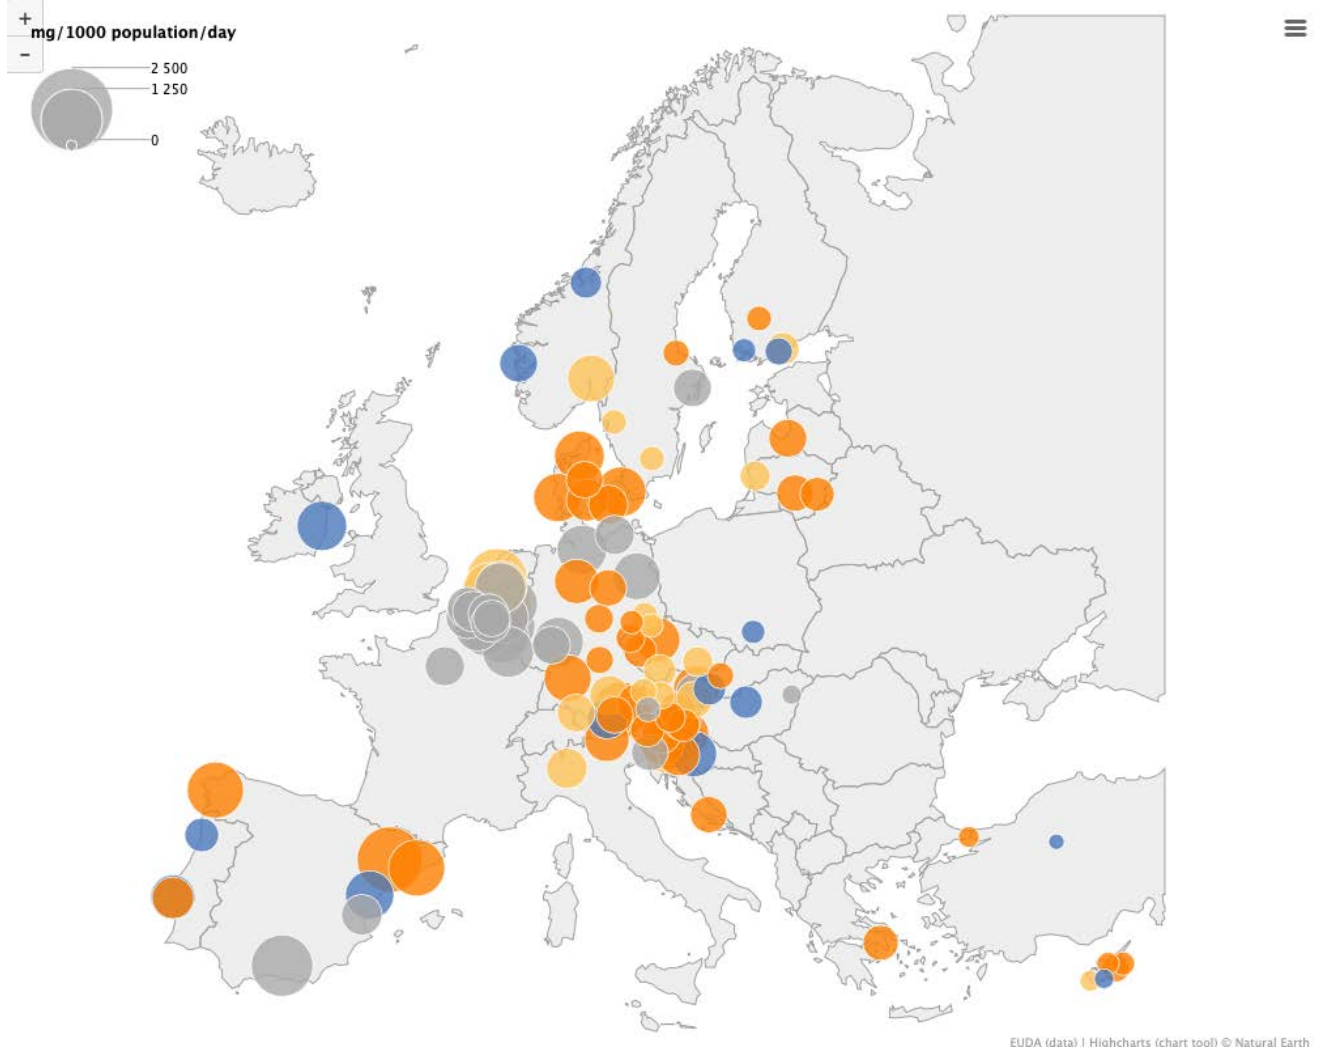 +
mg/1000 population/day
–
2 500
1 250
0
EUDA (data) | Highcharts (chart tool) © Natural Earth